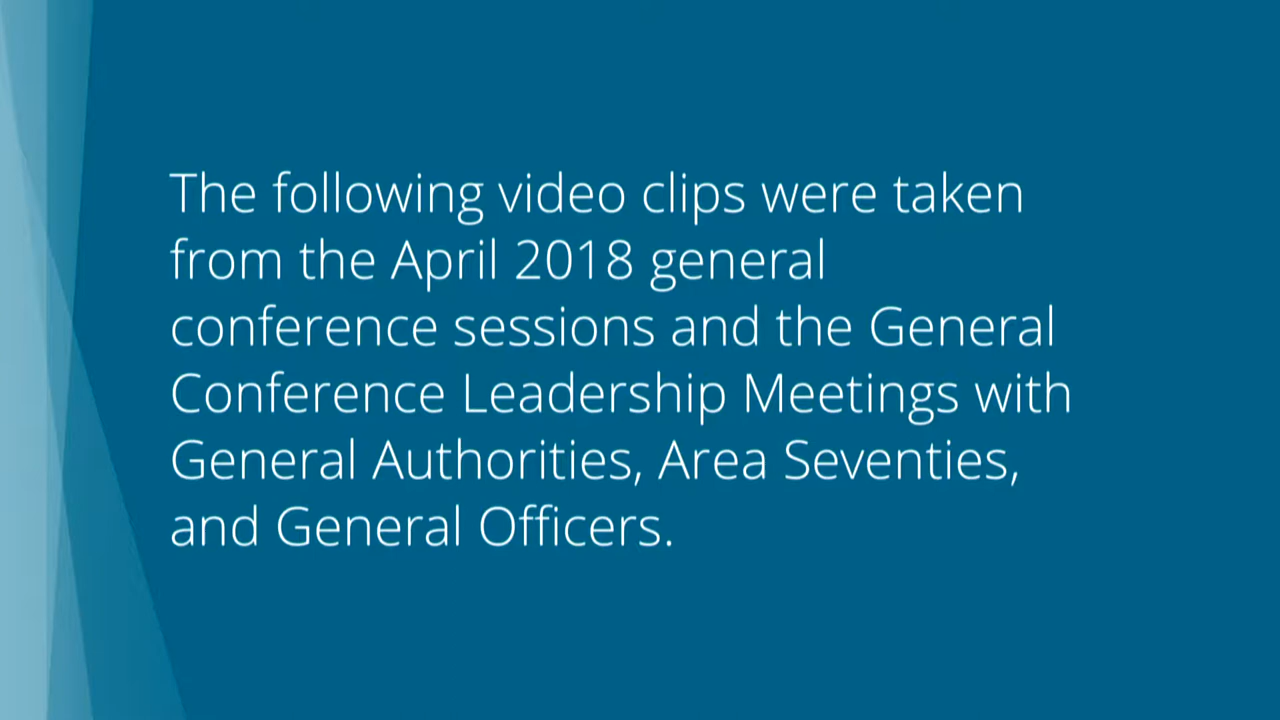 The following video clips were taken
from the April 2018 general
conference sessions and the General
Conference Leadership Meetings with
General Authorities, Area Seventies,
and General Officers.